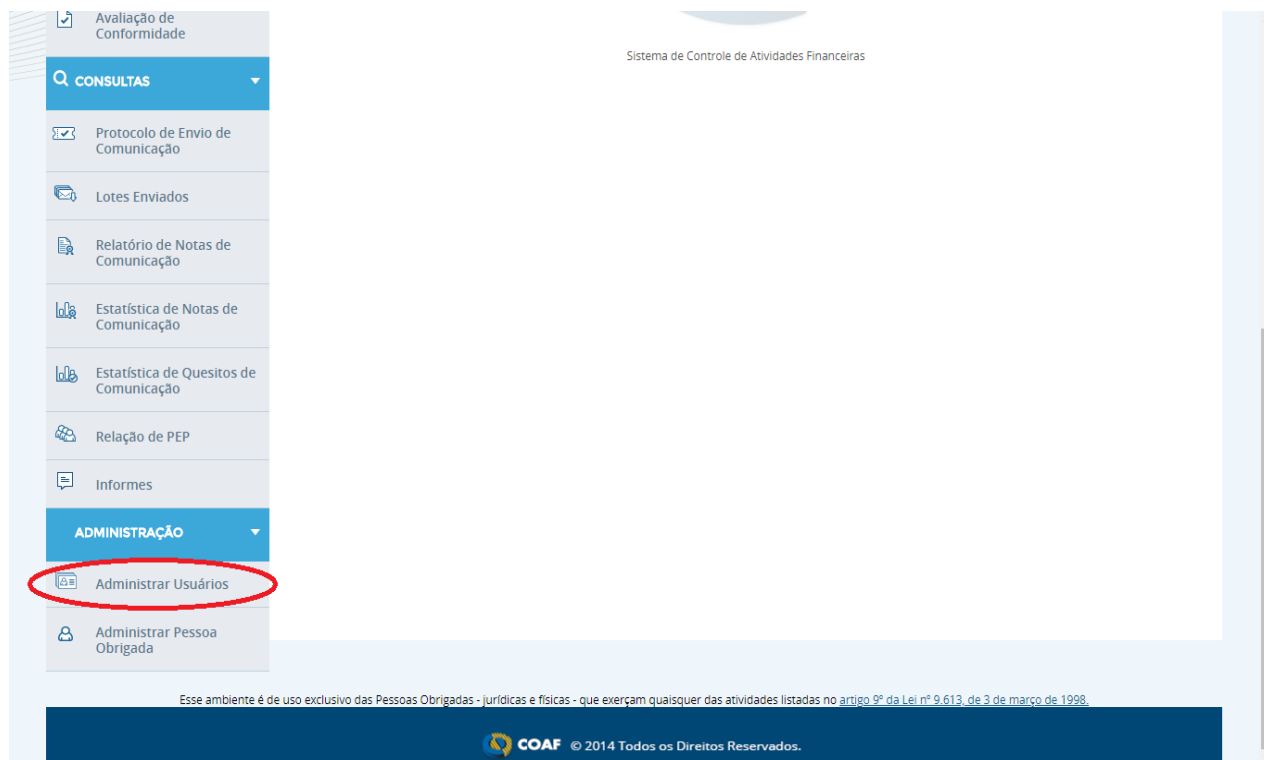 Avaliação de
Conformidade
Sistema de Controle de Atividades Financeiras
CONSULTAS
Protocolo de Envio de
Comunicação
Lotes Enviados
Relatório de Notas de
Comunicação
Estatística de Notas de
Comunicação
Estatística de Quesitos de
Comunicação
Relação de PEP
Informes
ADMINISTRAÇÃO
Administrar Usuários
Administrar Pessoa
Obrigada
Esse ambiente é de uso exclusivo das Pessoas Obrigadas - jurídicas e físicas - que exerçam quaisquer das atividades listadas no artigo 9º da Lei nº 9.613, de 3 de março de 1998.
COAF © 2014 Todos os Direitos Reservados.